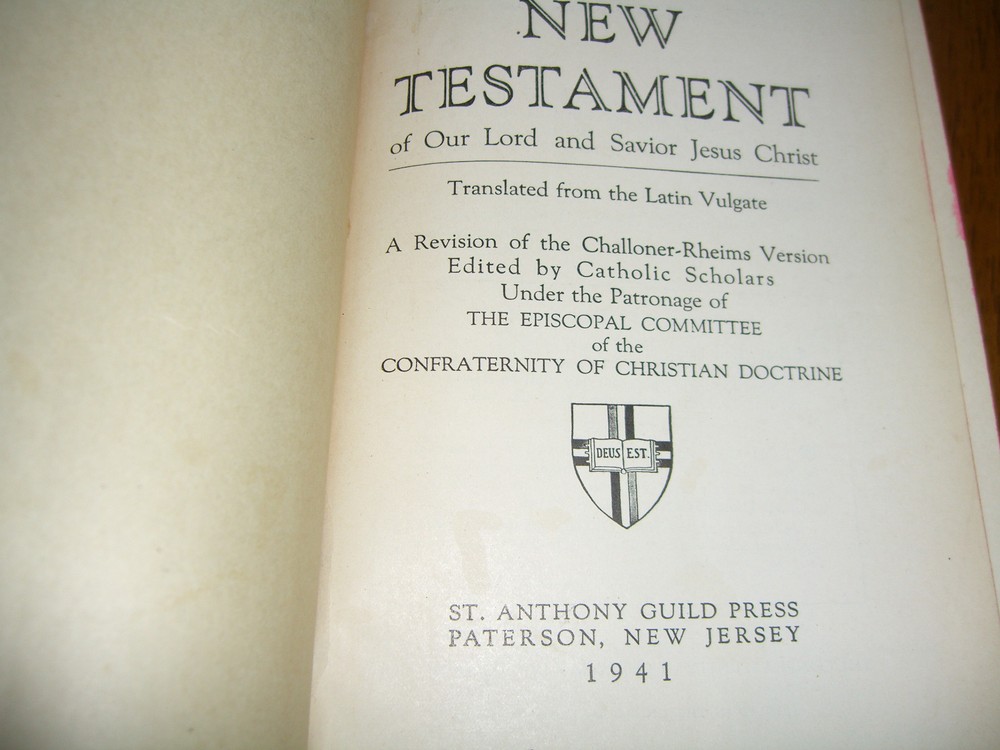 NEW
TESTAMENT
of Our Lord and Savior Jesus Christ
Translated from the Latin Vulgate
A Revision of the Challoner-Rheims Version
Edited by Catholic Scholars
Under the Patronage of
THE EPISCOPAL COMMITTEE
of the
CONFRATERNITY OF CHRISTIAN DOCTRINE
DEUS EST.
ST. ANTHONY GUILD PRESS
PATERSON, NEW JERSEY
1941